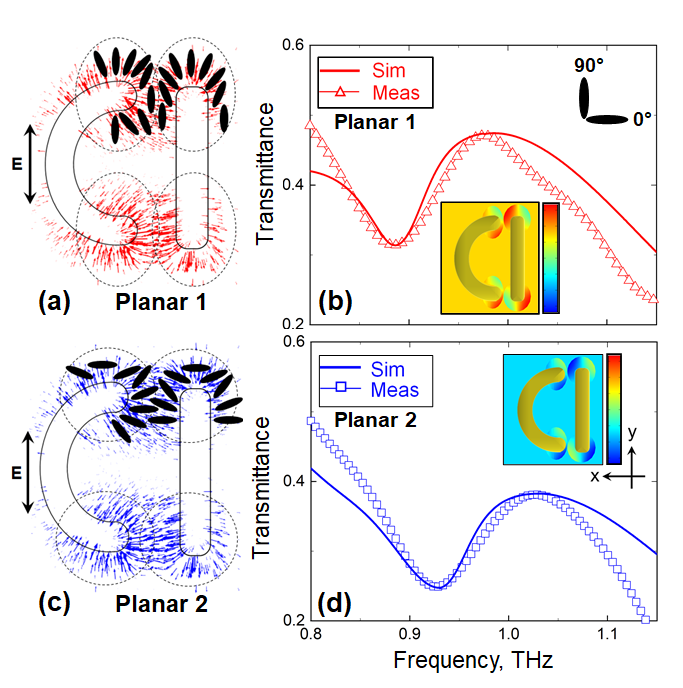 E
(a)
Planar 1
0.6
0.4
0.2
Transmittance
Sim
Meas
Planar 1
90°
0°
(b)
E
(c)
Planar 2
0.6
0.4
0.2
Transmittance
Sim
Meas
Planar 2
y
x
(d)
0.8
0.9
1.0
1.1
Frequency, THz